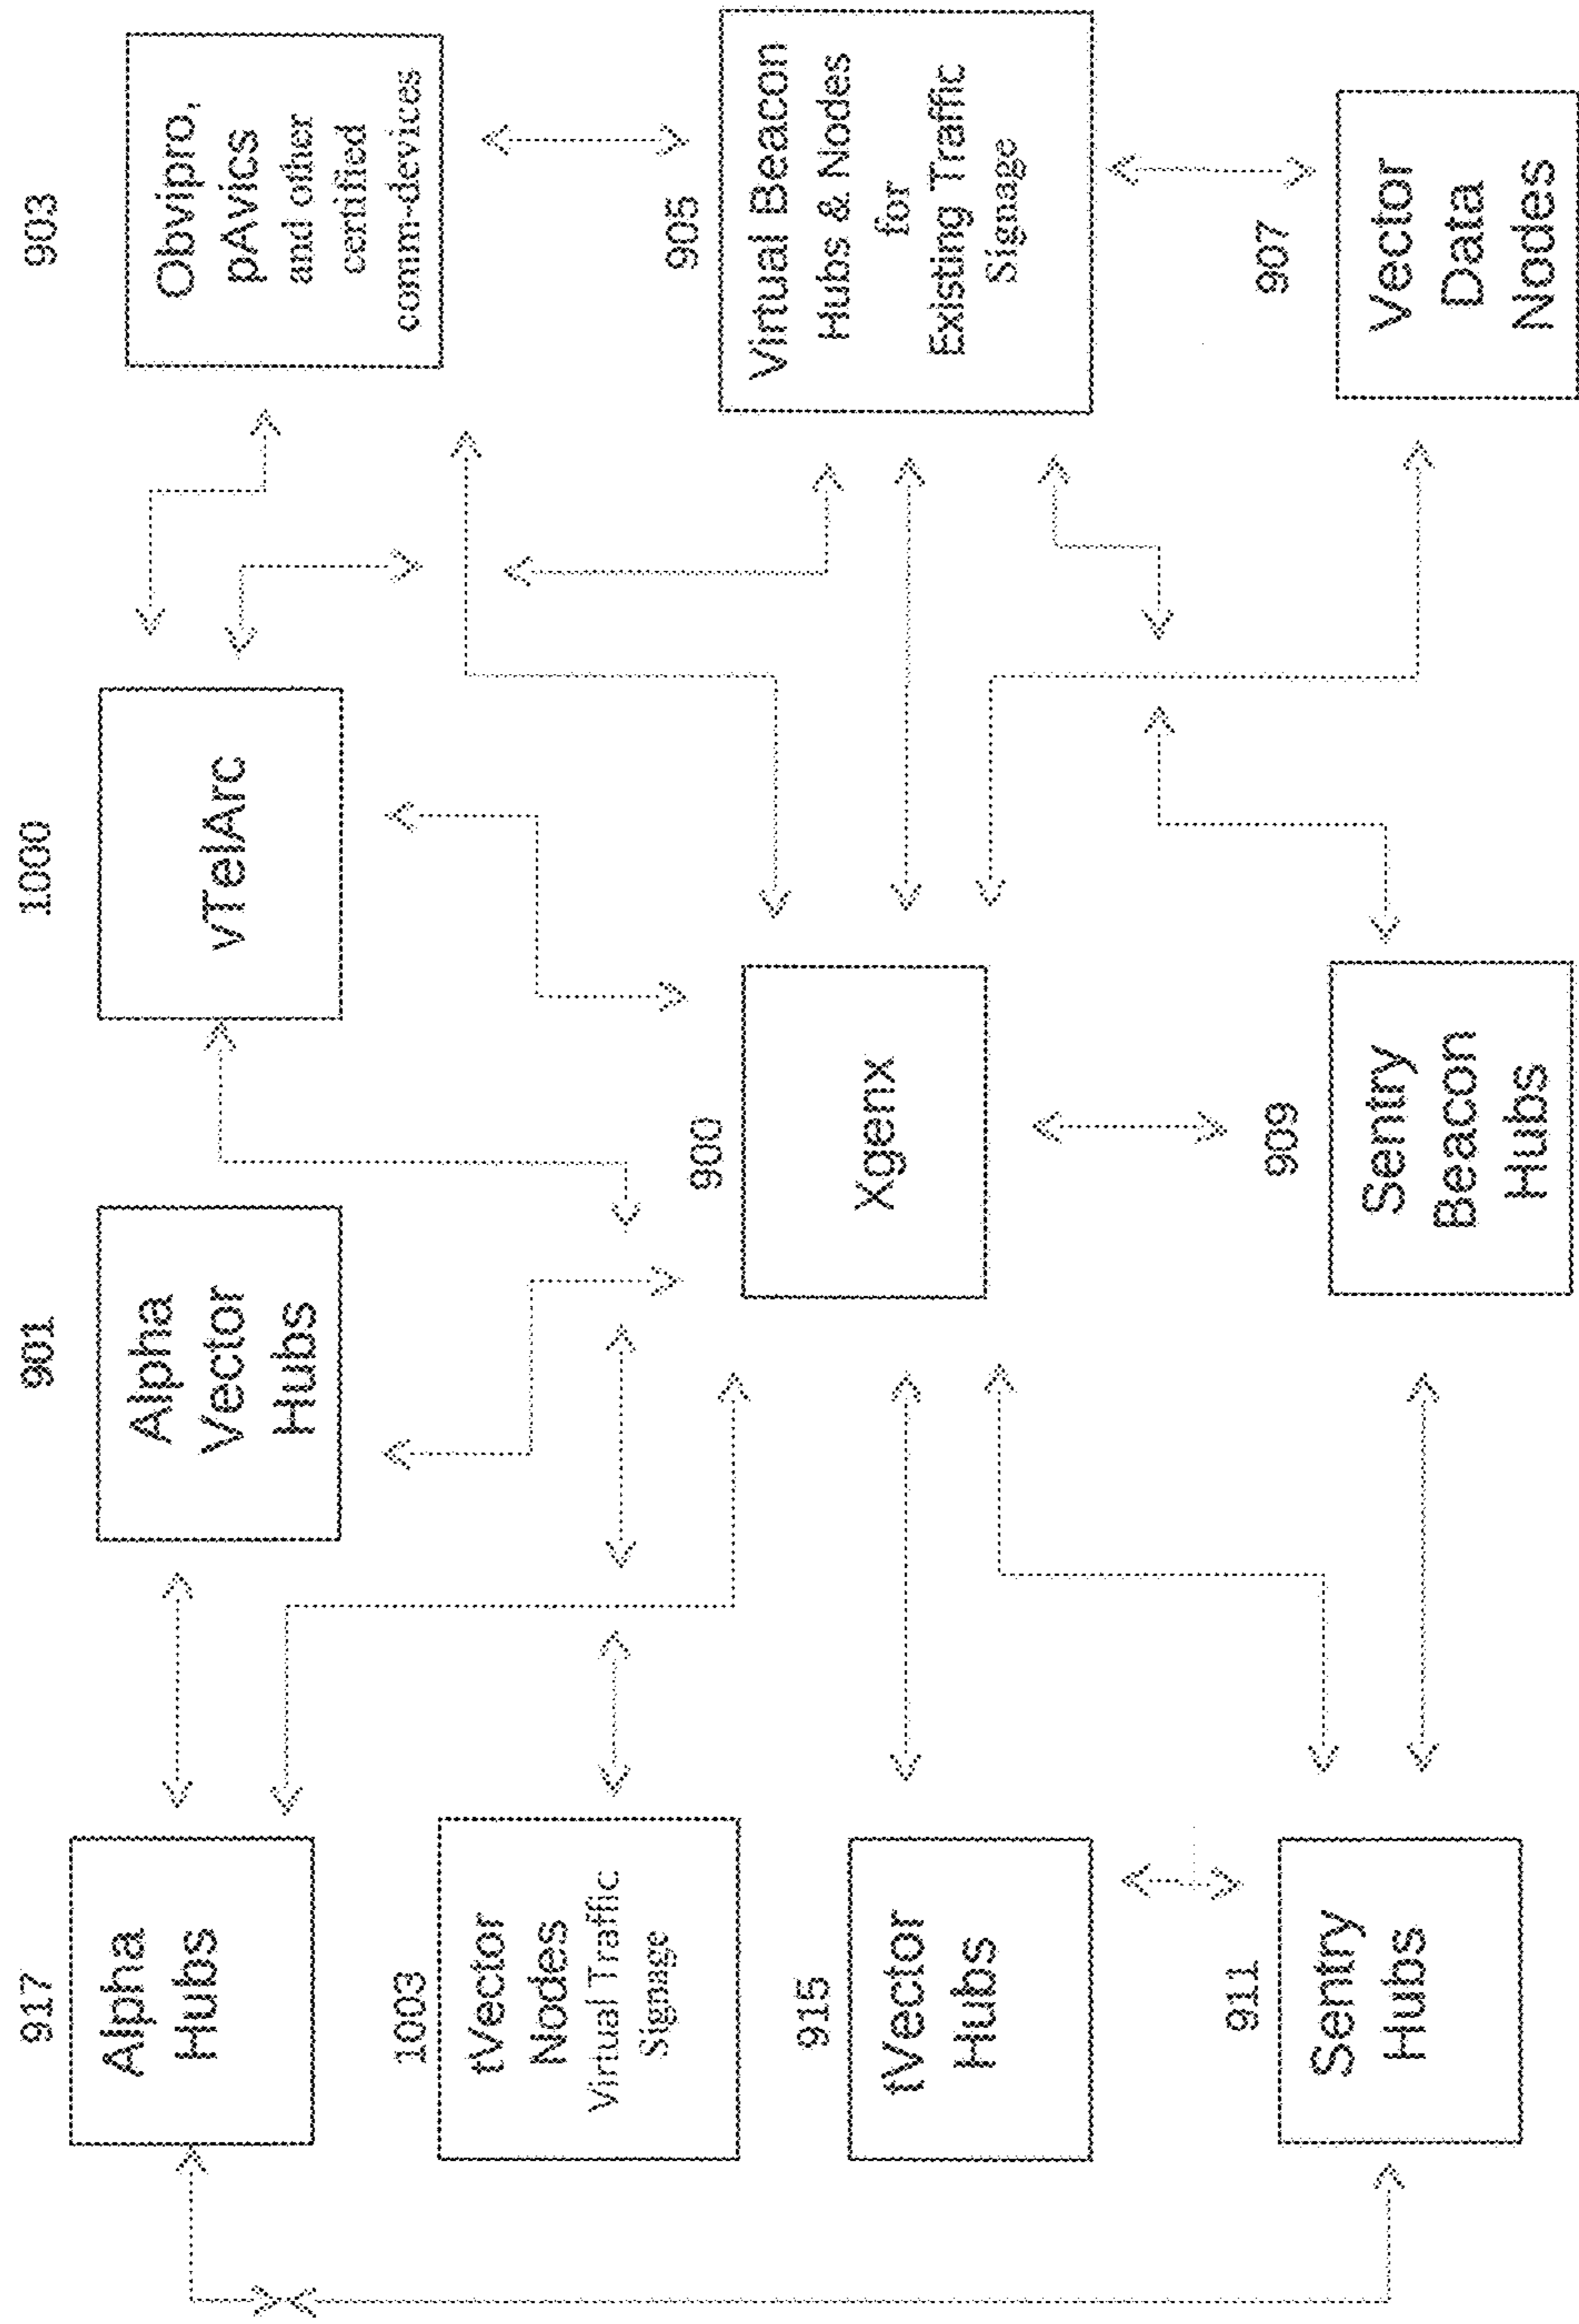 917
Alpha
Hubs
901
Alpha
Vector
Hubs
1000
vTelArc
903
Obvipro,
pAvics
and other
certified
comm-devices
1003
tVector
Nodes
Virtual Traffic
Signage
900
Xgenx
905
Virtual Beacon
Hubs & Nodes
for
Existing Traffic
Signage
915
tVector
Hubs
911
Sentry
Hubs
909
Sentry
Beacon
Hubs
907
Vector
Data
Nodes